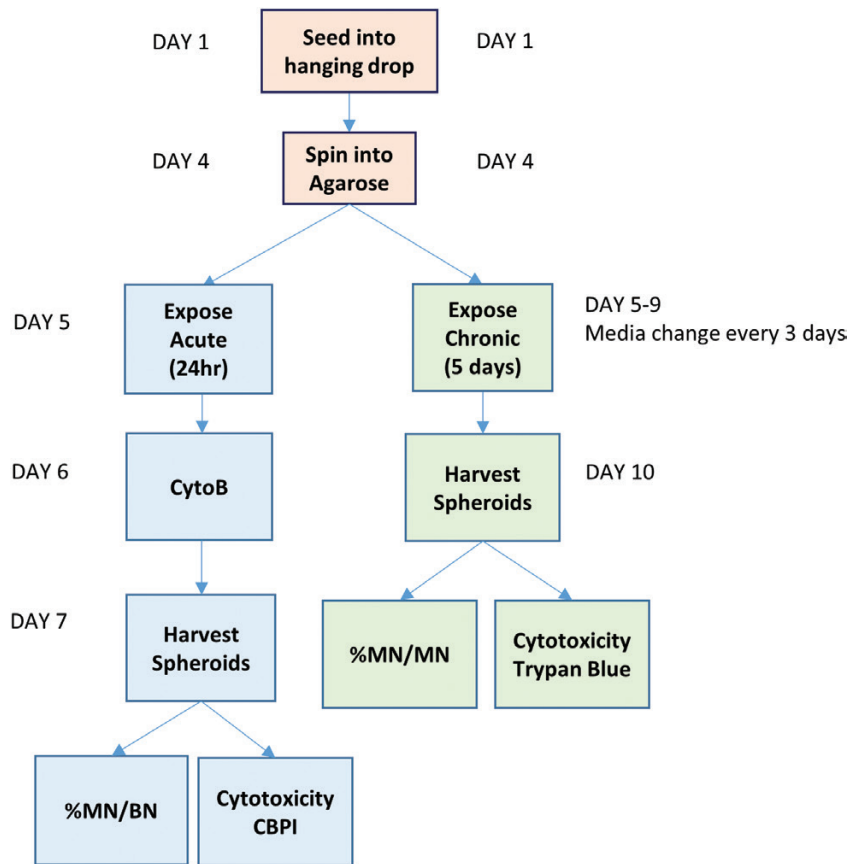 DAY 1
Seed into
hanging drop
DAY 1
DAY 4
Spin into
Agarose
DAY 4
DAY 5
Expose
Acute
(24hr)
Expose
Chronic
(5 days)
DAY 5-9
Media change every 3 days
DAY 6
CytoB
Harvest
Spheroids
DAY 10
DAY 7
Harvest
Spheroids
%MN/MN
Cytotoxicity
Trypan Blue
%MN/BN
Cytotoxicity
CBPI